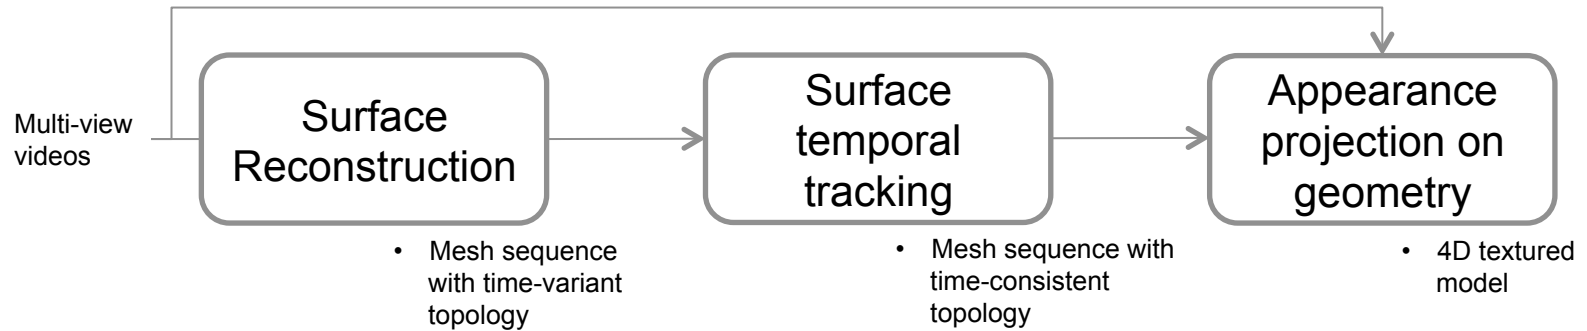 Multi-view
videos
Surface
Reconstruction
• Mesh sequence
with time-variant
topology
Surface
temporal
tracking
• Mesh sequence with
time-consistent
topology
Appearance
projection on
geometry
• 4D textured
model